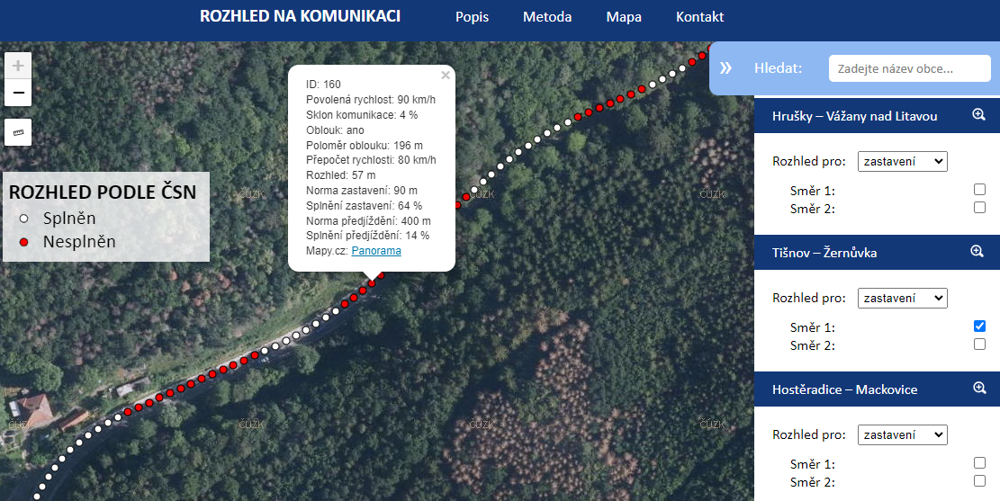 ROZHLED NA KOMUNIKACI
Popis
Metoda
Mapa
Kontakt
Hledat:
Zadejte název obce...
ID: 160
Povolená rychlost: 90 km/h
Sklon komunikace: 4 %
Oblouk: ano
Poloměr oblouku: 196 m
Přepočet rychlosti: 80 km/h
Rozhled: 57 m
Norma zastavení: 90 m
Splnění zastavení: 64 %
Norma předjíždění: 400 m
Splnění předjíždění: 14 %
Mapy.cz: Panorama
ROZHLED PODLE ČSN
Splněn
Nesplněn
ČÚZK
ČÚZK
ČÚZK
ČÚZK
ČÚZK
ČÚZK
ČÚZK
Hrušky – Vážany nad Litavou
Rozhled pro: zastavení
Směr 1:
Směr 2:
Tišnov – Žernůvka
Rozhled pro: zastavení
Směr 1:
Směr 2:
Hostěradice – Mackovice
Rozhled pro: zastavení
Směr 1:
Směr 2: